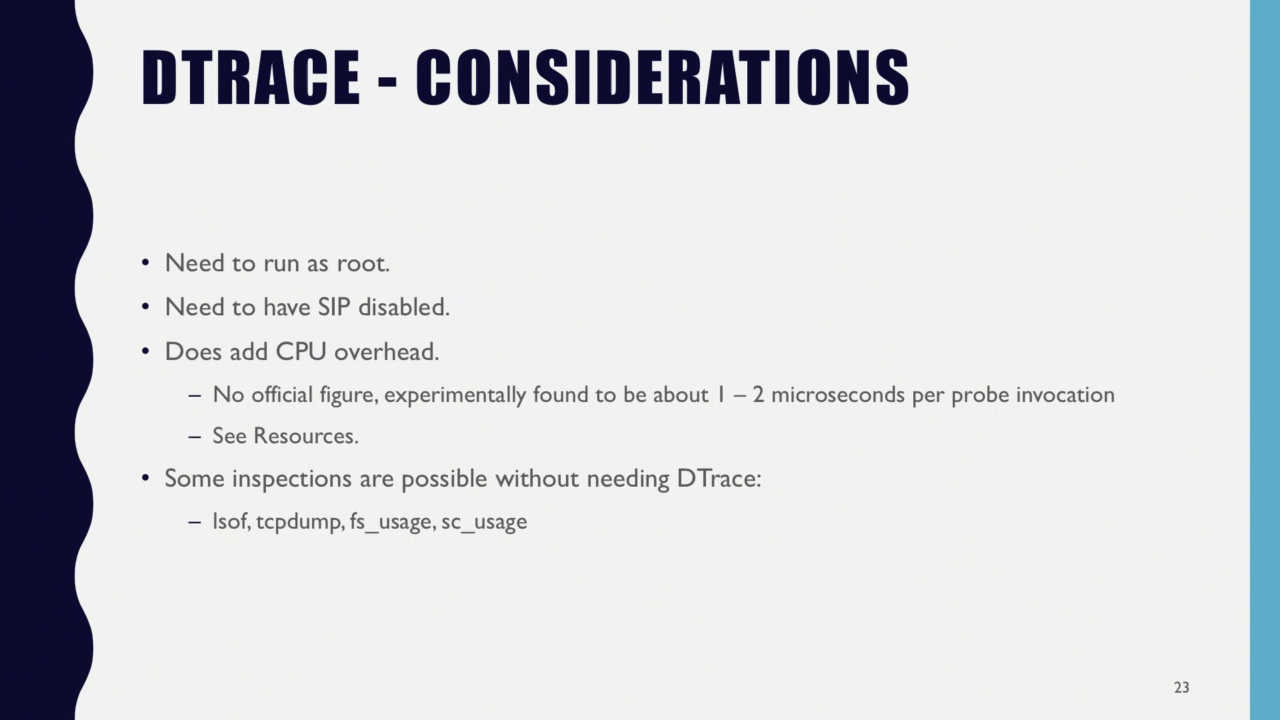 DTRACE - CONSIDERATIONS
• Need to run as root.
• Need to have SIP disabled.
• Does add CPU overhead.
– No official figure, experimentally found to be about 1 – 2 microseconds per probe invocation
– See Resources.
• Some inspections are possible without needing DTrace:
– lsof, tcpdump, fs_usage, sc_usage
23